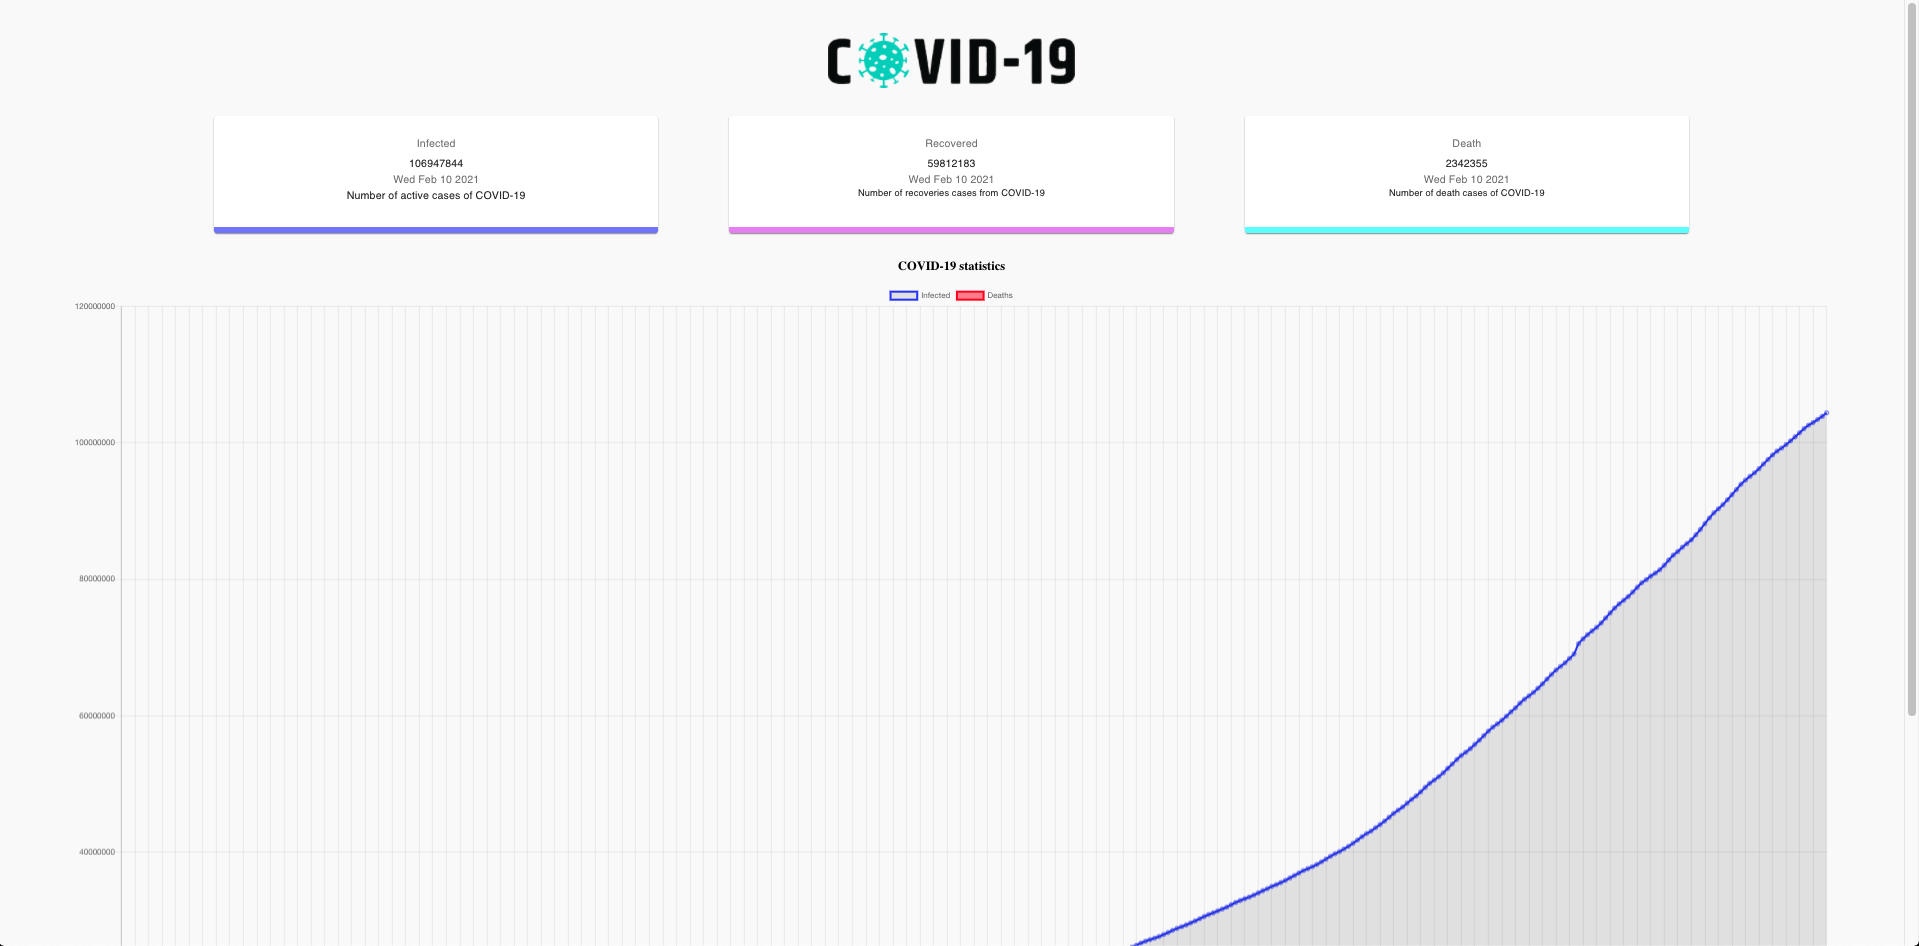 COVID-19
Infected
106947844
Wed Feb 10 2021
Number of active cases of COVID-19
Recovered
59812183
Wed Feb 10 2021
Number of recoveries cases from COVID-19
Death
2342355
Wed Feb 10 2021
Number of death cases of COVID-19
COVID-19 statistics
Infected Deaths
120000000
100000000
80000000
60000000
40000000